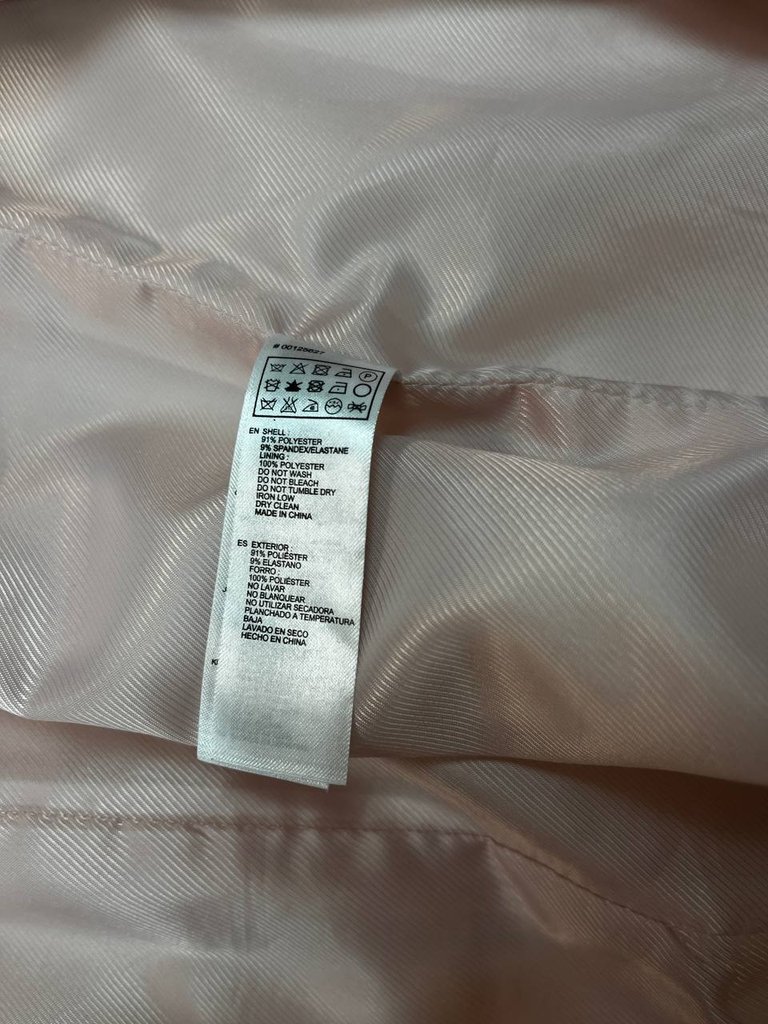 # 00125627
P
EN SHELL :
91% POLYESTER
9% SPANDEX/ELASTANE
LINING :
100% POLYESTER
DO NOT WASH
DO NOT BLEACH
DO NOT TUMBLE DRY
IRON LOW
DRY CLEAN
MADE IN CHINA
ES EXTERIOR :
91% POLIÉSTER
9% ELASTANO
FORRO :
100% POLIÉSTER
NO LAVAR
NO BLANQUEAR
NO UTILIZAR SECADORA
PLANCHADO A TEMPERATURA
BAJA
LAVADO EN SECO
HECHO EN CHINA